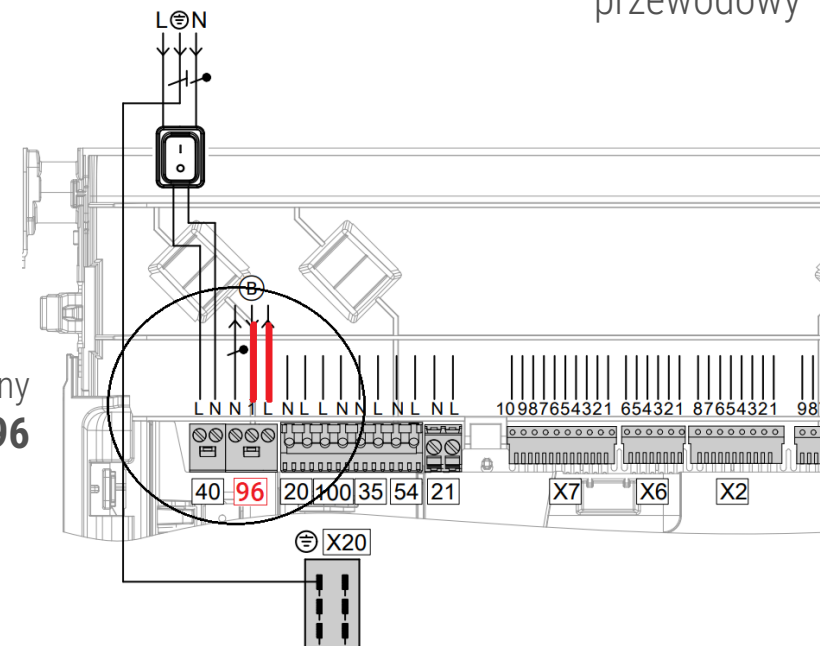 przewodowy
L N
I
O
B
ny
96
L N N 1 L N L L N N L N L N L
10 9 8 7 6 5 4 3 2 1 6 5 4 3 2 1 8 7 6 5 4 3 2 1 9 8
40 96 20 100 35 54 21 X7 X6 X2
X20